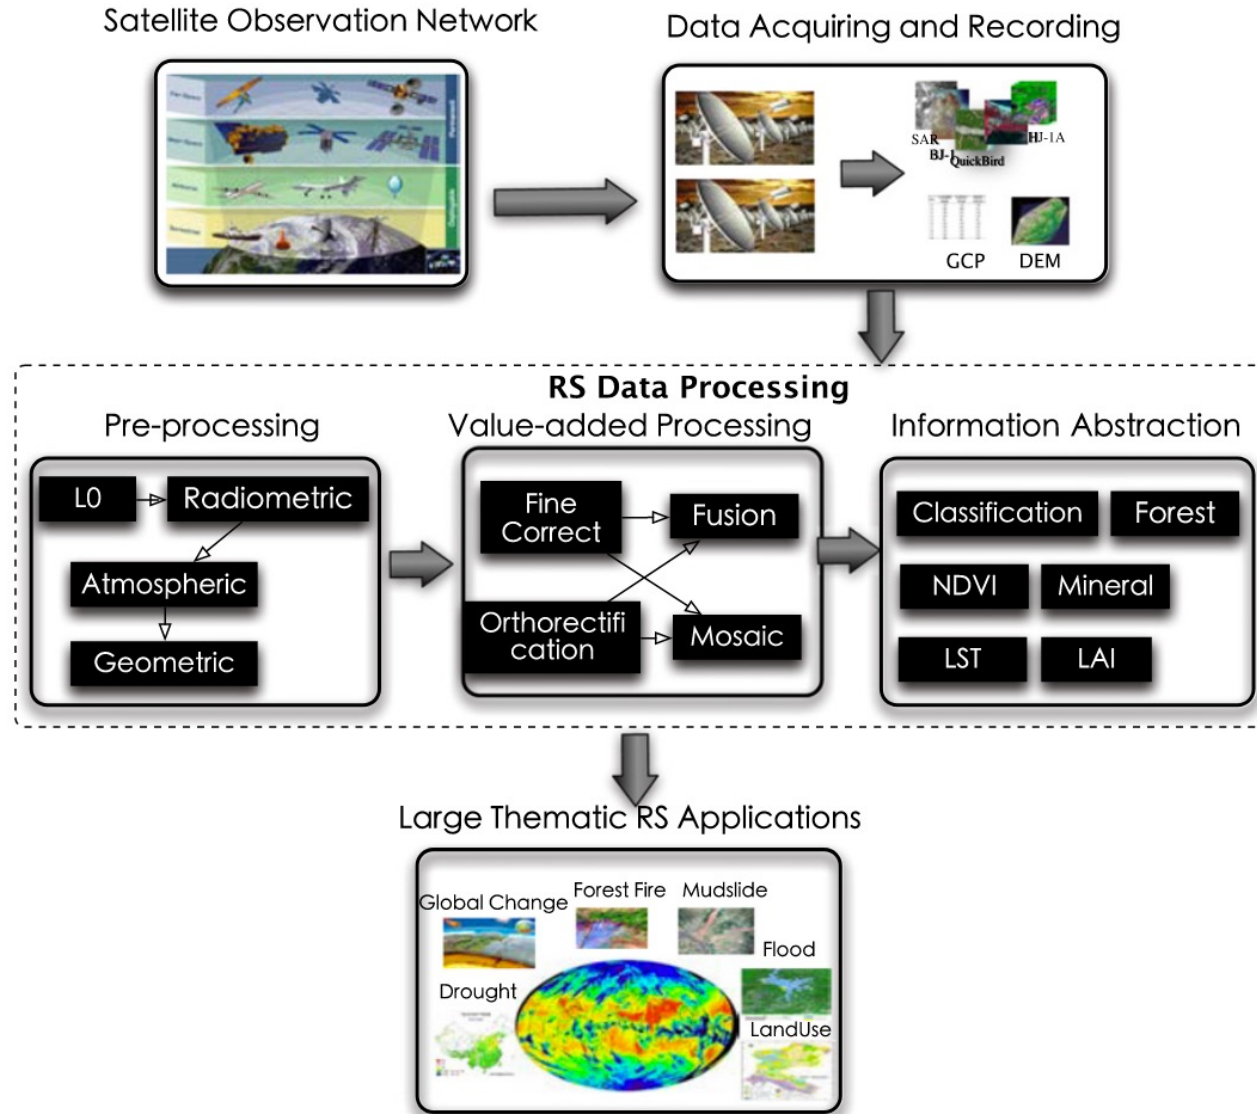 Satellite Observation Network
Data Acquiring and Recording
SAR
BJ-1
QuickBird
HJ-1A
GCP
DEM
RS Data Processing
Pre-processing
L0
Radiometric
Atmospheric
Geometric
Value-added Processing
Fine
Correct
Fusion
Orthorectifi
cation
Mosaic
Information Abstraction
Classification
Forest
NDVI
Mineral
LST
LAI
Large Thematic RS Applications
Global Change
Forest Fire
Mudslide
Flood
Drought
LandUse